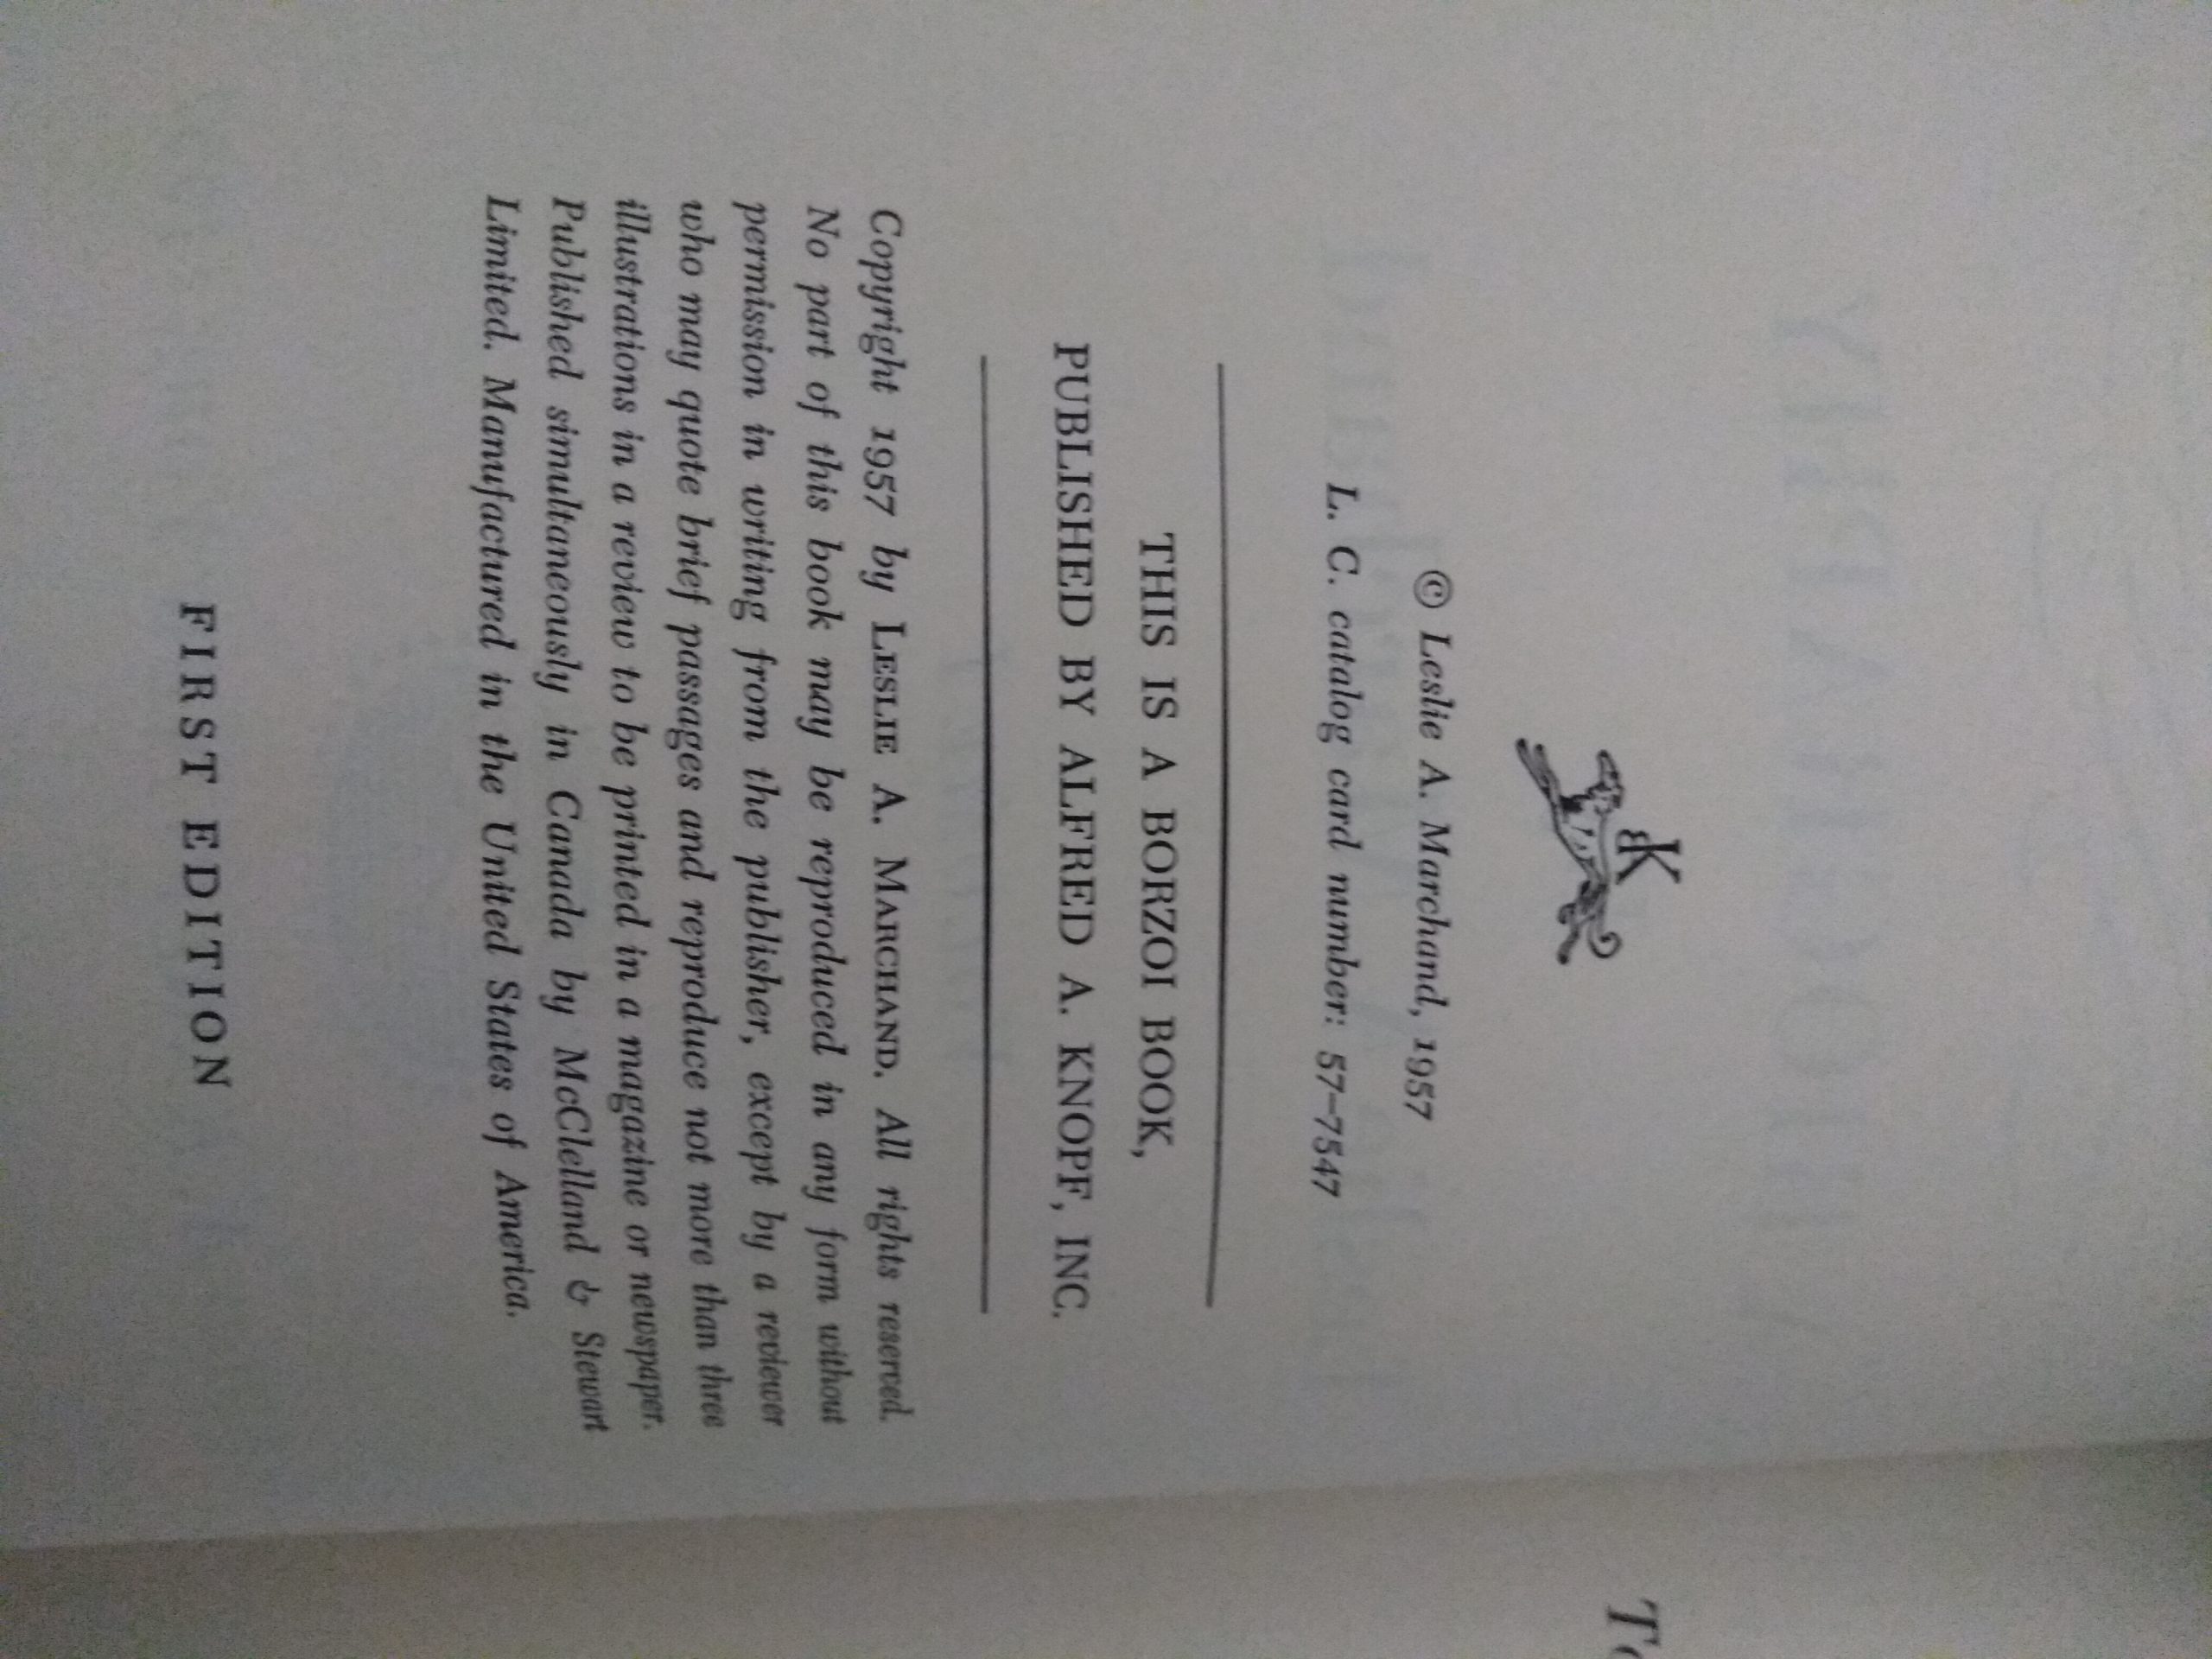 K
© Leslie A. Marchand, 1957
L. C. catalog card number: 57–7547
THIS IS A BORZOI BOOK,
PUBLISHED BY ALFRED A. KNOPF, INC.
Copyright 1957 by LESLIE A. MARCHAND. All rights reserved.
No part of this book may be reproduced in any form without
permission in writing from the publisher, except by a reviewer
who may quote brief passages and reproduce not more than three
illustrations in a review to be printed in a magazine or newspaper.
Published simultaneously in Canada by McClelland & Stewart
Limited. Manufactured in the United States of America.
FIRST EDITION